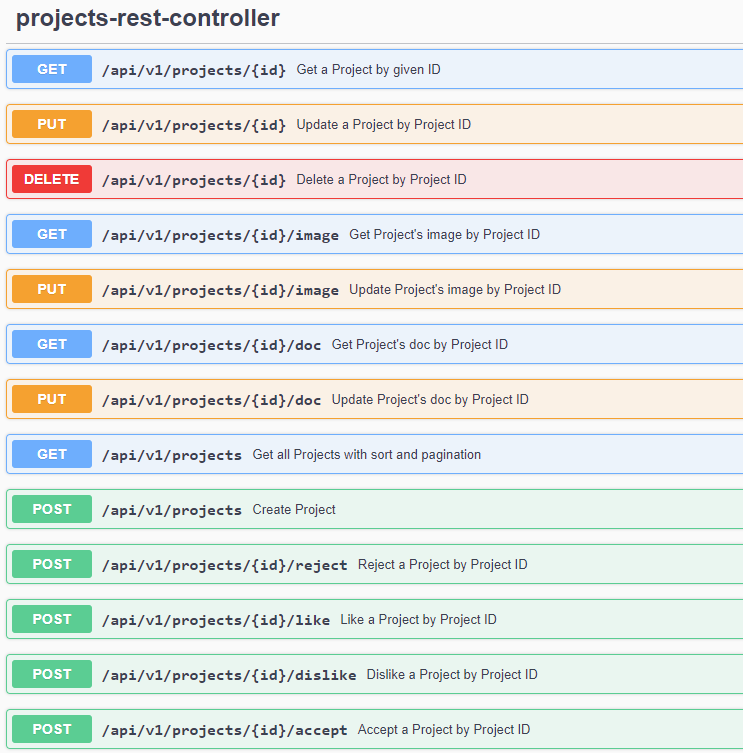 projects-rest-controller
GET /api/v1/projects/{id} Get a Project by given ID
PUT /api/v1/projects/{id} Update a Project by Project ID
DELETE /api/v1/projects/{id} Delete a Project by Project ID
GET /api/v1/projects/{id}/image Get Project's image by Project ID
PUT /api/v1/projects/{id}/image Update Project's image by Project ID
GET /api/v1/projects/{id}/doc Get Project's doc by Project ID
PUT /api/v1/projects/{id}/doc Update Project's doc by Project ID
GET /api/v1/projects Get all Projects with sort and pagination
POST /api/v1/projects Create Project
POST /api/v1/projects/{id}/reject Reject a Project by Project ID
POST /api/v1/projects/{id}/like Like a Project by Project ID
POST /api/v1/projects/{id}/dislike Dislike a Project by Project ID
POST /api/v1/projects/{id}/accept Accept a Project by Project ID